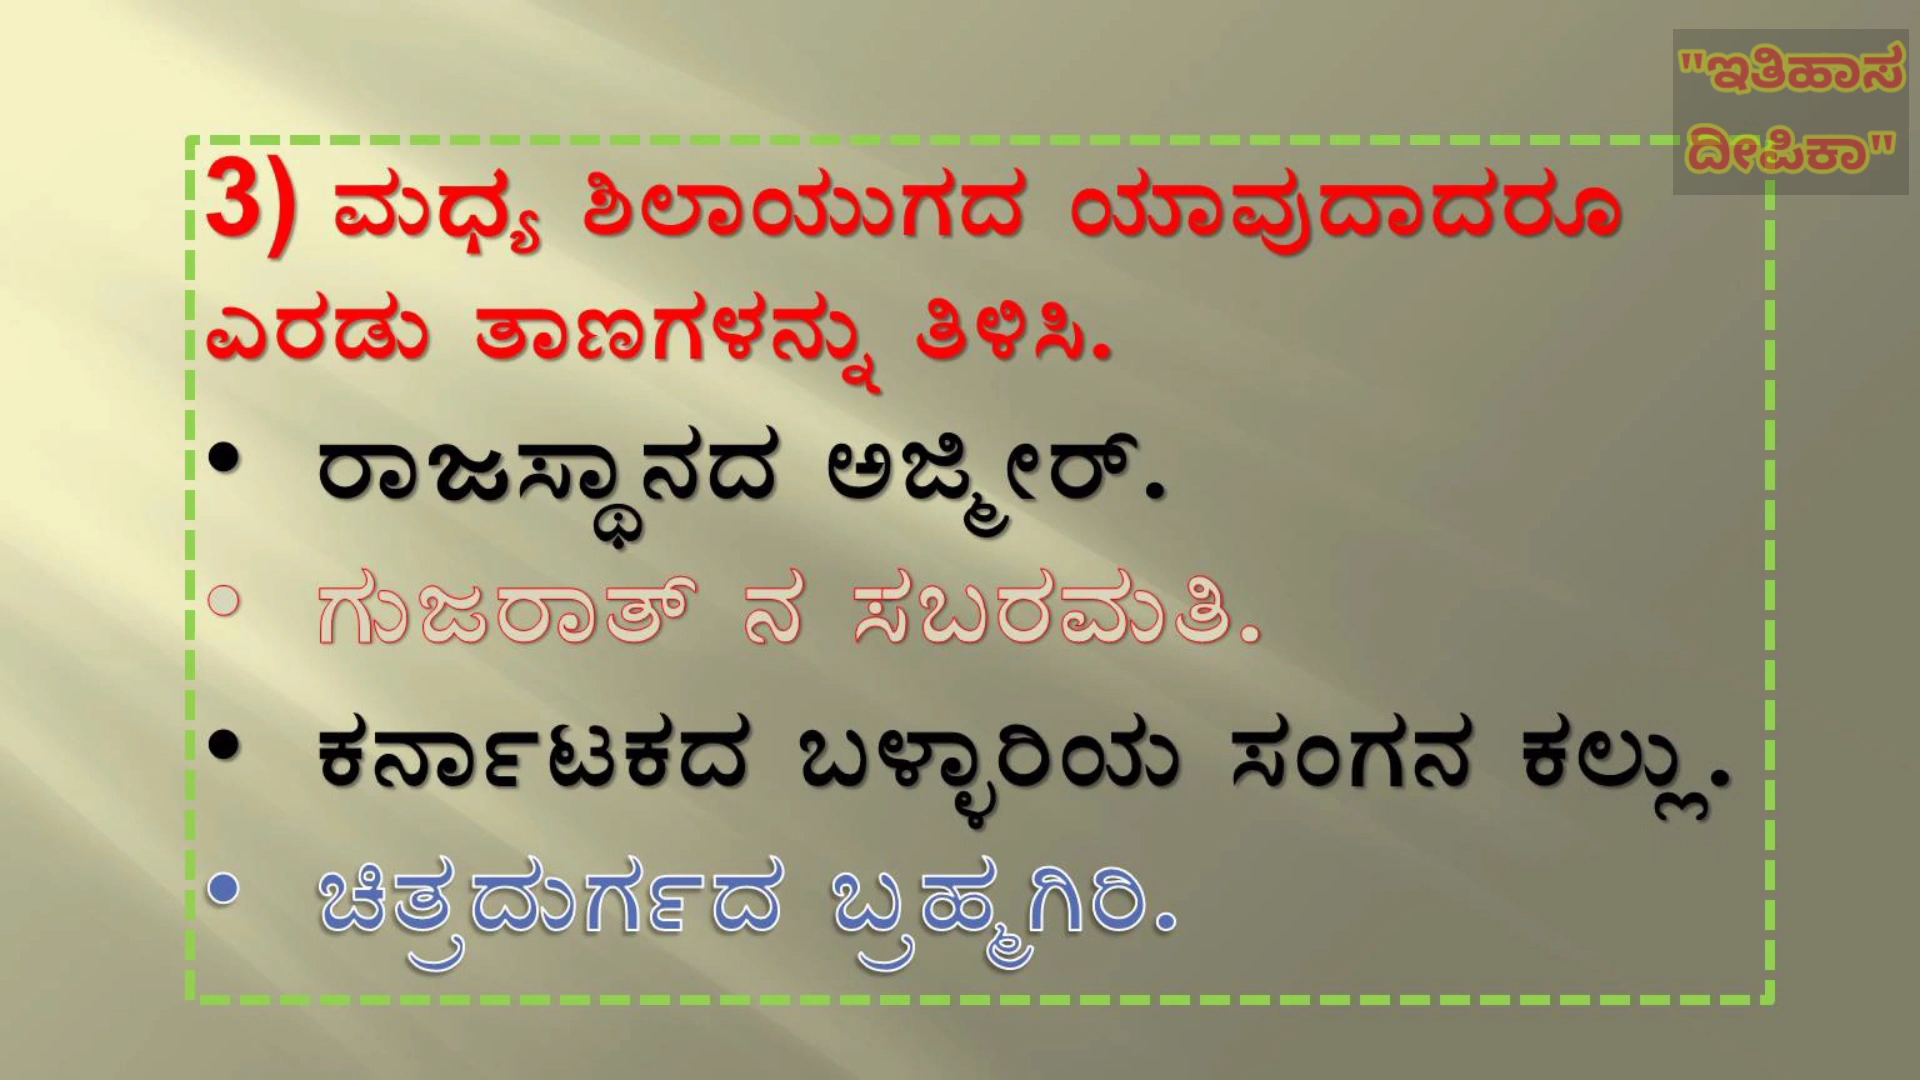 "ಇತಿಹಾಸ
ದೀಪಿಕಾ"
3) ಮಧ್ಯ ಶಿಲಾಯುಗದ ಯಾವುದಾದರೂ
ಎರಡು ತಾಣಗಳನ್ನು ತಿಳಿಸಿ.
• ರಾಜಸ್ಥಾನದ ಅಜ್ಮೀರ್.
• ಗುಜರಾತ್ ನ ಸಬರಮತಿ.
• ಕರ್ನಾಟಕದ ಬಳ್ಳಾರಿಯ ಸಂಗನ ಕಲ್ಲು.
• ಚಿತ್ರದುರ್ಗದ ಬ್ರಹ್ಮಗಿರಿ.